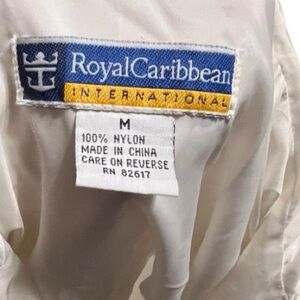 RoyalCaribbean
INTERNATIONAL
M
100% NYLON
MADE IN CHINA
CARE ON REVERSE
RN 82617